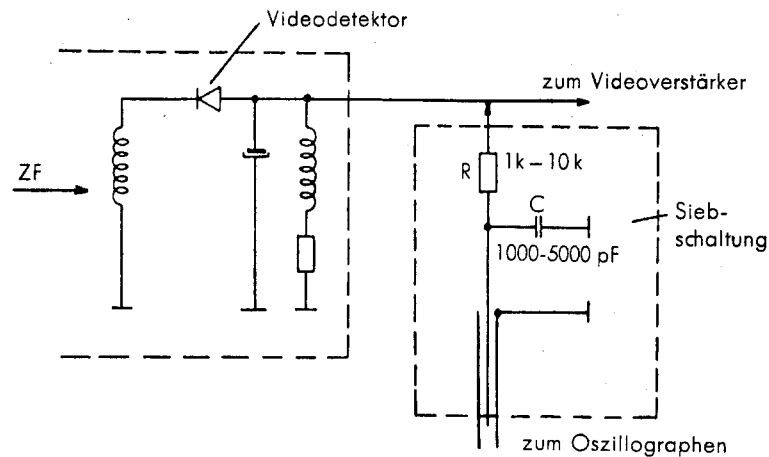 Videodetektor
zum Videoverstärker
ZF
R
1k–10k
C
1000-5000 pF
Sieb-
schaltung
zum Oszillographen